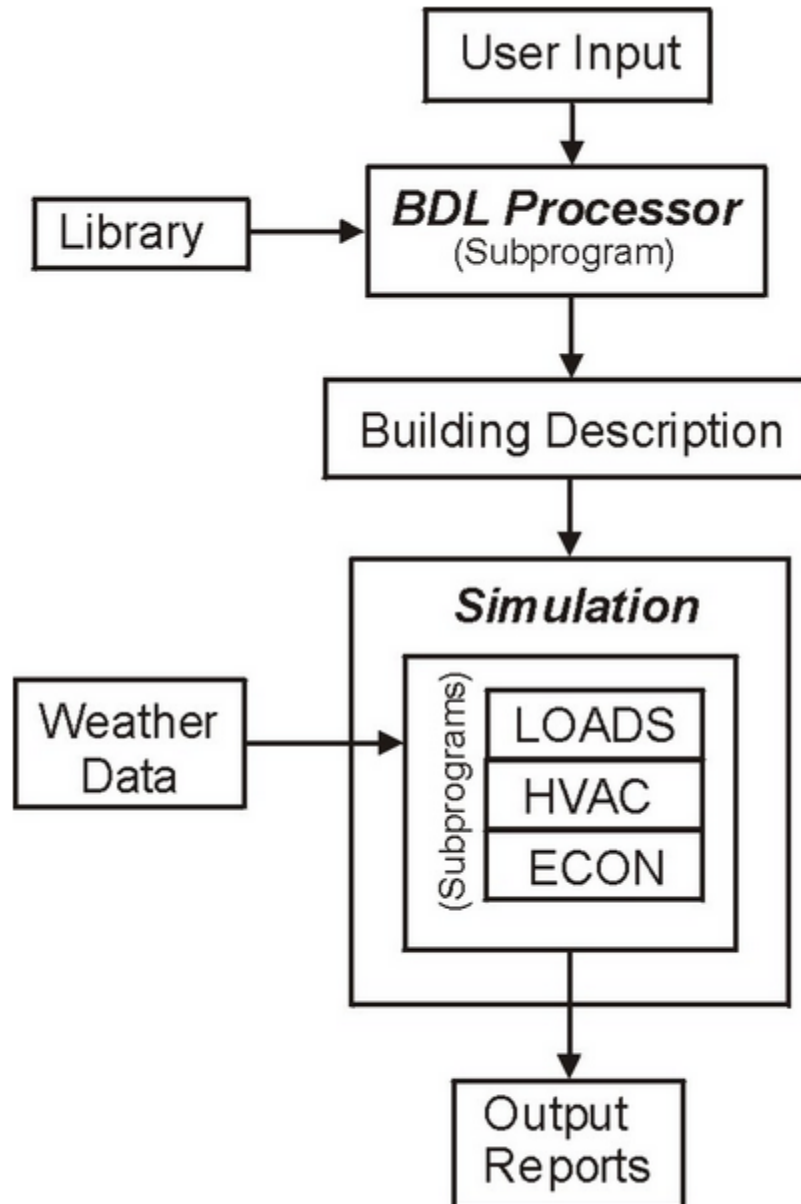 User Input
Library
BDL Processor
(Subprogram)
Building Description
Simulation
Weather
Data
(Subprograms)
LOADS
HVAC
ECON
Output
Reports